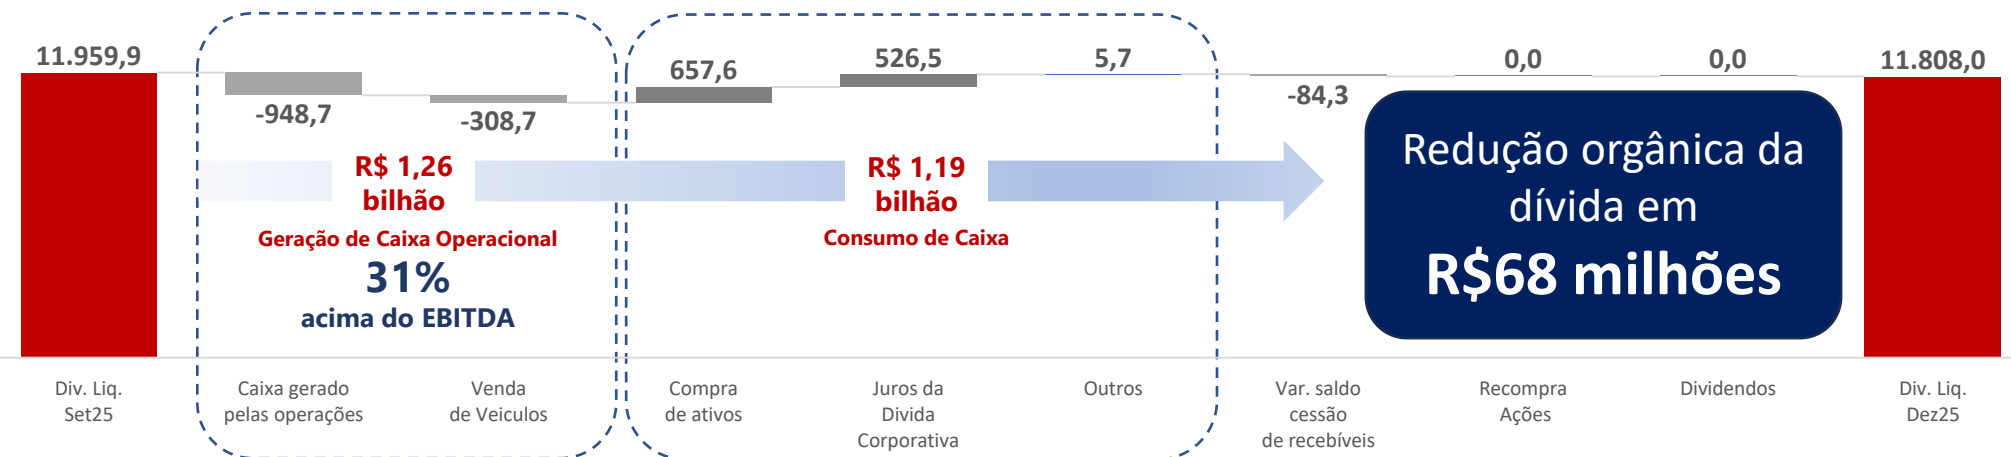 11.959,9
-948,7
-308,7
657,6
526,5
5,7
-84,3
0,0
0,0
11.808,0
R$ 1,26
bilhão
Geração de Caixa Operacional
31%
acima do EBITDA
R$ 1,19
bilhão
Consumo de Caixa
Redução orgânica da
dívida em
R$68 milhões
Div. Liq.
Set25
Caixa gerado
pelas operações
Venda
de Veiculos
Compra
de ativos
Juros da
Divida
Corporativa
Outros
Var. saldo
cessão
de recebíveis
Recompra
Ações
Dividendos
Div. Liq.
Dez25